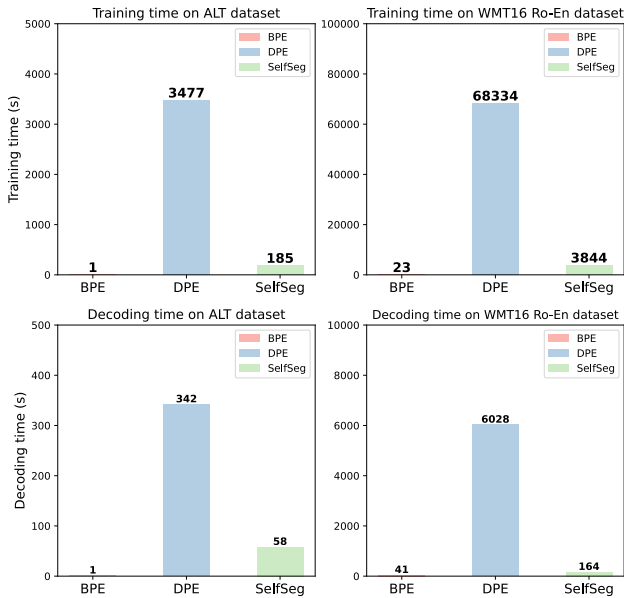 Training time on ALT dataset
Training time (s)
5000
4000
3000
2000
1000
0
BPE
DPE
SelfSeg
1
3477
185
BPE
DPE
SelfSeg
Training time on WMT16 Ro-En dataset
100000
80000
60000
40000
20000
0
BPE
DPE
SelfSeg
23
68334
3844
BPE
DPE
SelfSeg
Decoding time on ALT dataset
Decoding time (s)
500
400
300
200
100
0
BPE
DPE
SelfSeg
1
342
58
BPE
DPE
SelfSeg
Decoding time on WMT16 Ro-En dataset
10000
8000
6000
4000
2000
0
BPE
DPE
SelfSeg
41
6028
164
BPE
DPE
SelfSeg